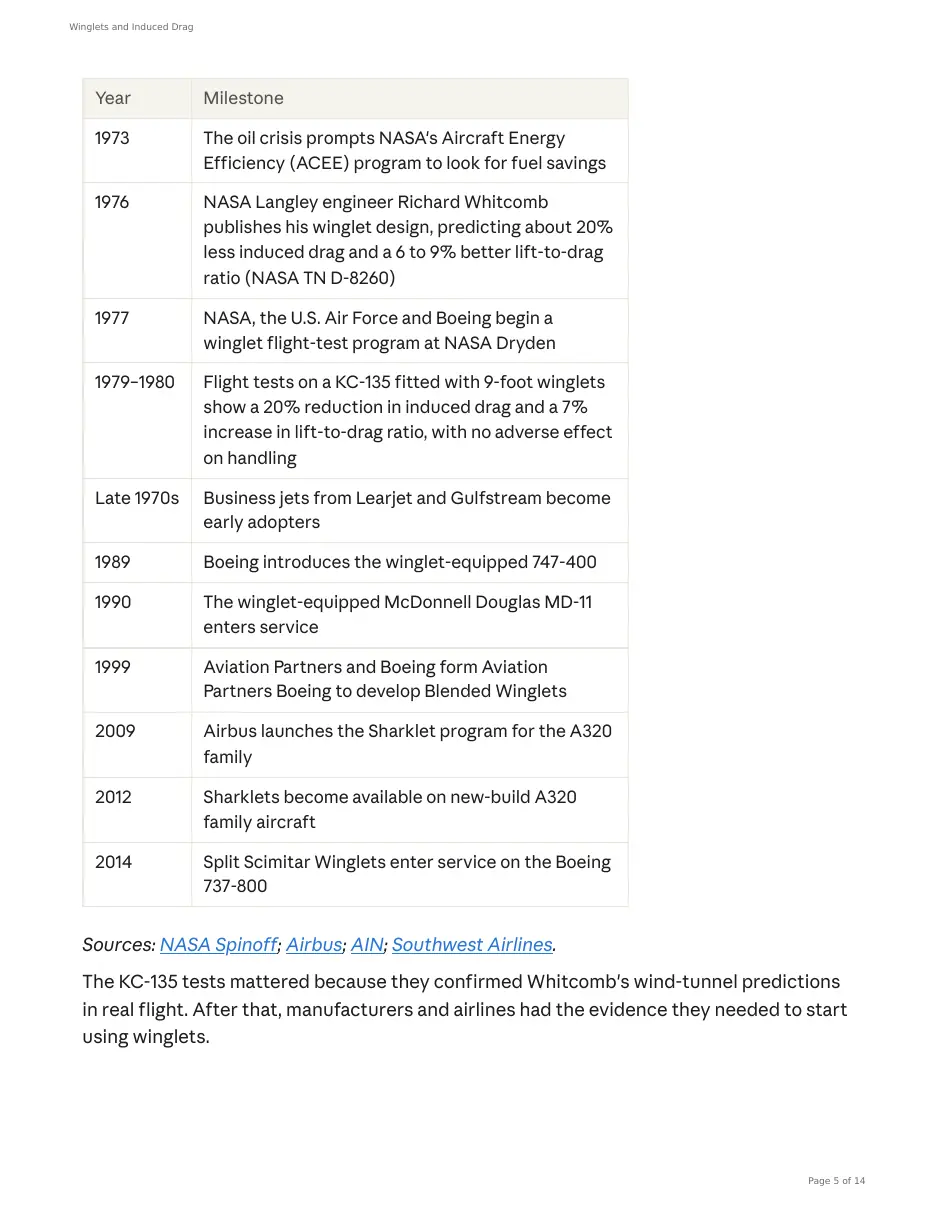 Winglets and Induced Drag
Year Milestone
1973 The oil crisis prompts NASA's Aircraft Energy
Efficiency (ACEE) program to look for fuel savings
1976 NASA Langley engineer Richard Whitcomb
publishes his winglet design, predicting about 20%
less induced drag and a 6 to 9% better lift-to-drag
ratio (NASA TN D-8260)
1977 NASA, the U.S. Air Force and Boeing begin a
winglet flight-test program at NASA Dryden
1979–1980 Flight tests on a KC-135 fitted with 9-foot winglets
show a 20% reduction in induced drag and a 7%
increase in lift-to-drag ratio, with no adverse effect
on handling
Late 1970s Business jets from Learjet and Gulfstream become
early adopters
1989 Boeing introduces the winglet-equipped 747-400
1990 The winglet-equipped McDonnell Douglas MD-11
enters service
1999 Aviation Partners and Boeing form Aviation
Partners Boeing to develop Blended Winglets
2009 Airbus launches the Sharklet program for the A320
family
2012 Sharklets become available on new-build A320
family aircraft
2014 Split Scimitar Winglets enter service on the Boeing
737-800
Sources: NASA Spinoff; Airbus; AIN; Southwest Airlines.
The KC-135 tests mattered because they confirmed Whitcomb's wind-tunnel predictions
in real flight. After that, manufacturers and airlines had the evidence they needed to start
using winglets.
Page 5 of 14